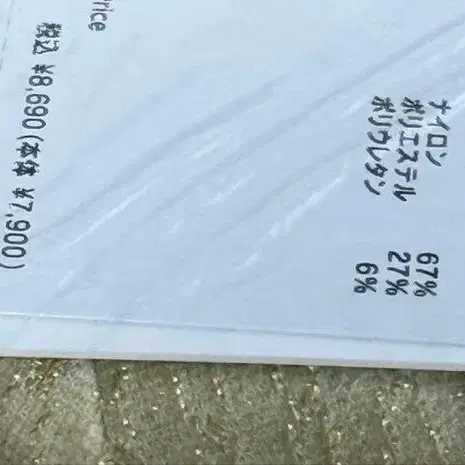 ナイロン 67%
ポリエステル 27%
ポリウレタン 6%
rice
税込 ¥8,690(本体 ¥7,900)